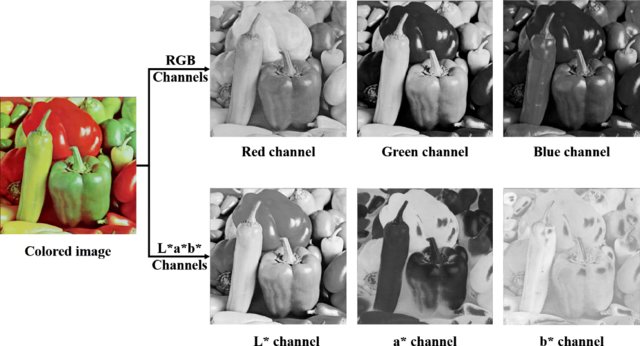 RGB
Channels
Red channel
Green channel
Blue channel
Colored image
L*a*b*
Channels
L* channel
a* channel
b* channel